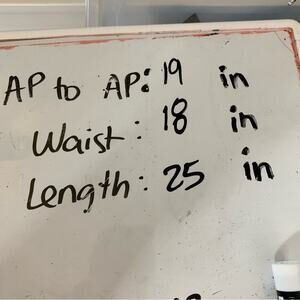 AP to AP: 19 in
Waist: 18 in
Length: 25 in